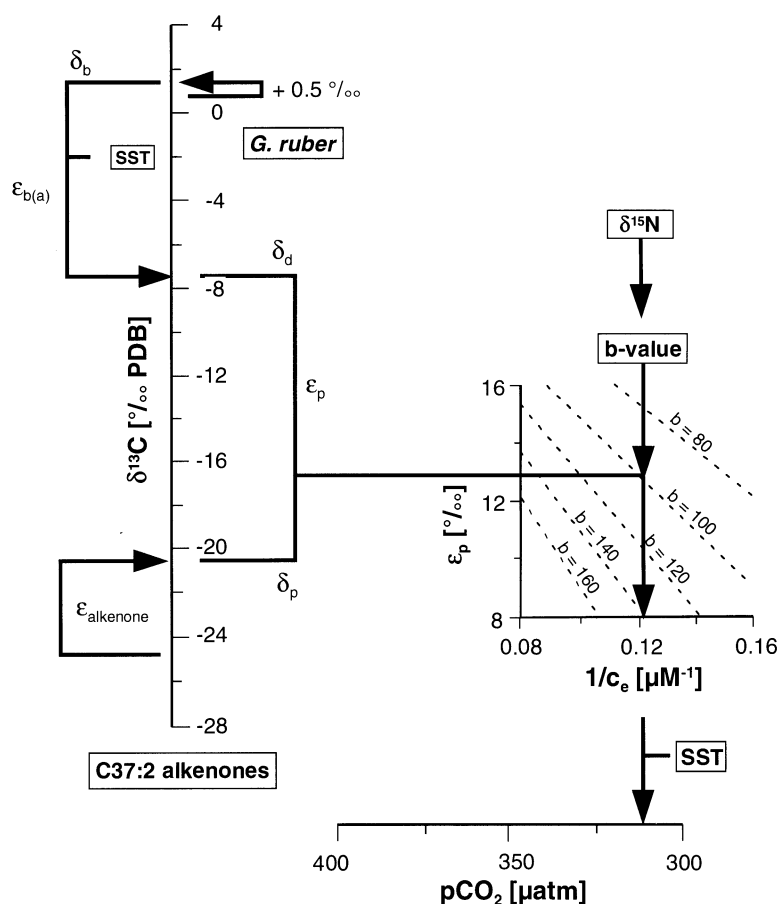 4
δb
+ 0.5 °/°°
0
G. ruber
SST
-4
εb(a)
δ¹⁵N
δd
-8
b-value
δ¹³C [°/°° PDB]
-12
εp
16
b = 80
-16
εp [°/°°]
12
b = 100
b = 120
b = 140
b = 160
-20
δp
εalkenone
8
-24
0.08
0.12
0.16
1/cₑ [µM⁻¹]
-28
C37:2 alkenones
SST
400
350
300
pCO₂ [µatm]